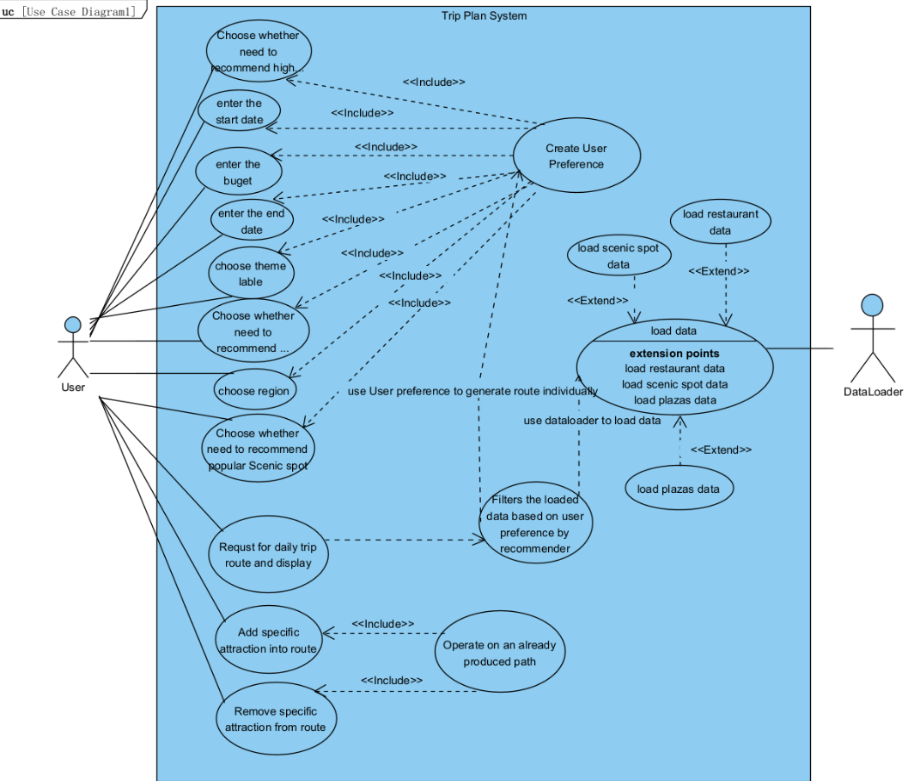 uc [Use Case Diagram1]
Trip Plan System
Choose whether
need to
recommend high...
<<Include>>
enter the
start date
<<Include>>
Create User
Preference
<<Include>>
enter the
buget
<<Include>>
enter the end
date
<<Include>>
load restaurant
data
load scenic spot
data
<<Include>>
choose theme
lable
<<Include>>
<<Extend>>
<<Include>>
<<Extend>>
Choose whether
need to
recommend ...
load data
extension points
load restaurant data
load scenic spot data
load plazas data
User
DataLoader
choose region
use User preference to generate route individually
use dataloader to load data
Choose whether
need to recommend
popular Scenic spot
<<Extend>>
load plazas data
Filters the loaded
data based on user
preference by
recommender
Requst for daily trip
route and display
Add specific
attraction into route
<<Include>>
Operate on an already
produced path
<<Include>>
Remove specific
attraction from route